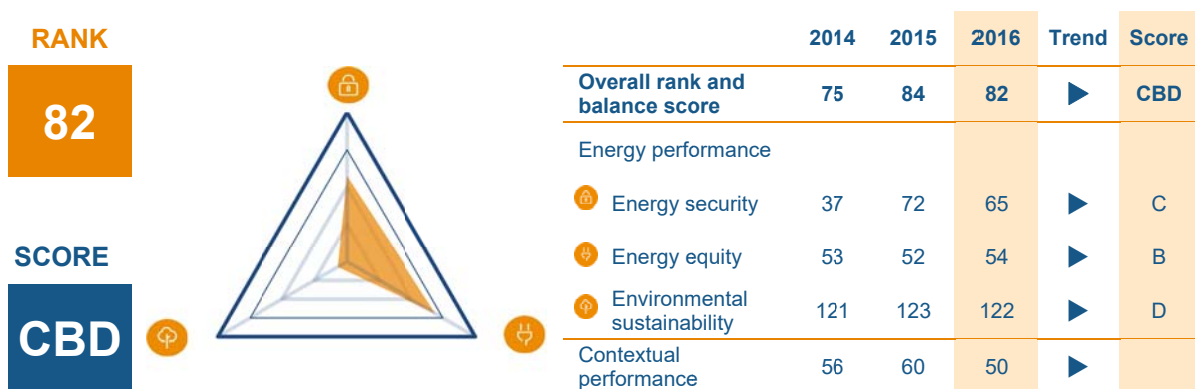 RANK
82
SCORE
CBD
2014 2015 2016 Trend Score
Overall rank and
balance score 75 84 82 CBD
Energy performance
Energy security 37 72 65 C
Energy equity 53 52 54 B
Environmental
sustainability 121 123 122 D
Contextual
performance 56 60 50